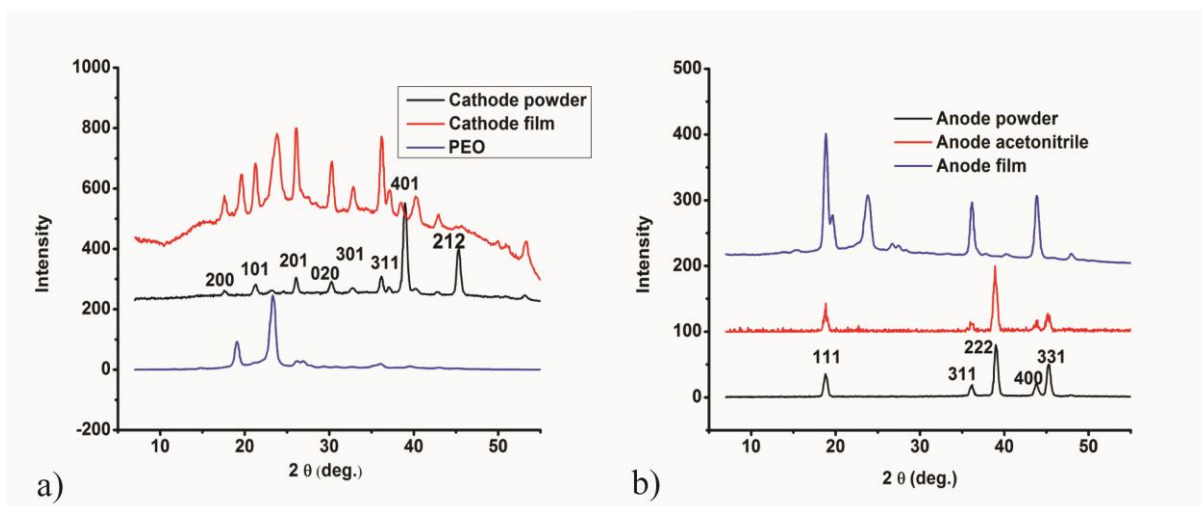 1000
800
600
400
200
0
-200
Intensity
10 20 30 40 50
2 θ (deg.)
Cathode powder
Cathode film
PEO
200 101 201 020 301 311 401 212
a)
500
400
300
200
100
0
Intensity
10 20 30 40 50
2 θ (deg.)
Anode powder
Anode acetonitrile
Anode film
111 311 222 400 331
b)